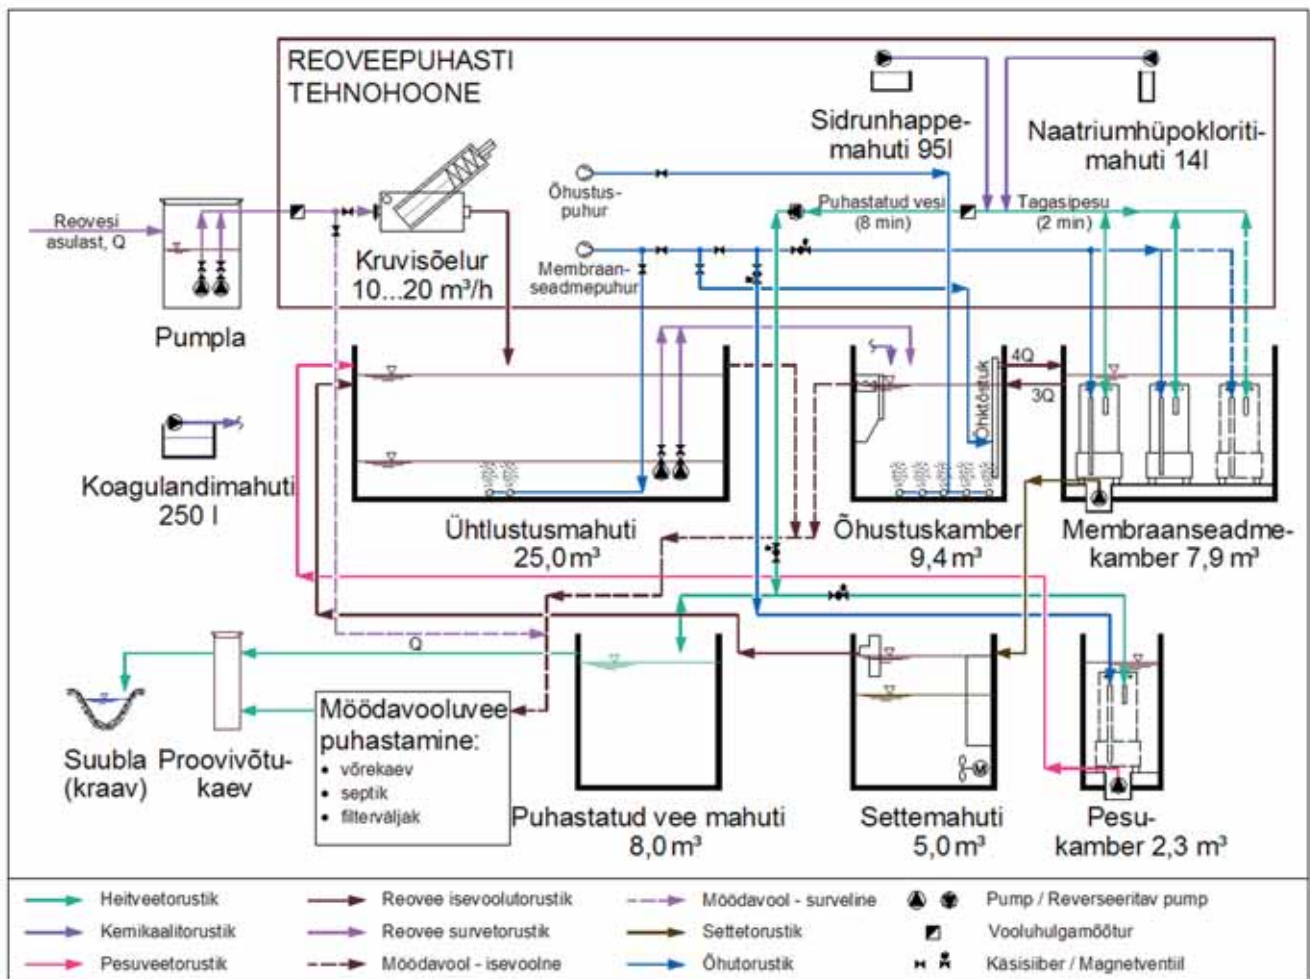 REOVEEPUHASTI
TEHNOHOONE
Sidrunhappe-
mahuti 95l
Naatriumhüpokloriti-
mahuti 14l
Õhustus-
puhur
Puhastatud vesi
(8 min)
Tagasipesu
(2 min)
Reovesi
asulast, Q
Kruvisõelur
10...20 m³/h
Membraan-
seadmepuhur
Pumpla
4Q
3Q
Õhktõstuk
Koagulandimahuti
250 l
Ühtlustusmahuti
25,0 m³
Õhustuskamber
9,4 m³
Membraanseadme-
kamber 7,9 m³
Q
Suubla
(kraav)
Proovivõtu-
kaev
Möödavooluvee
puhastamine:
• võrekaev
• septik
• filterväljak
M
Puhastatud vee mahuti
8,0 m³
Settemahuti
5,0 m³
Pesu-
kamber 2,3 m³
Heitveetorustik
Reovee isevoolutorustik
Möödavool - surveline
Pump / Reverseeritav pump
Kemikaalitorustik
Reovee survetorustik
Settetorustik
Vooluhulgamõõtur
Pesuveetorustik
Möödavool - isevoolne
Õhutorustik
Käsisiiber / Magnetventiil